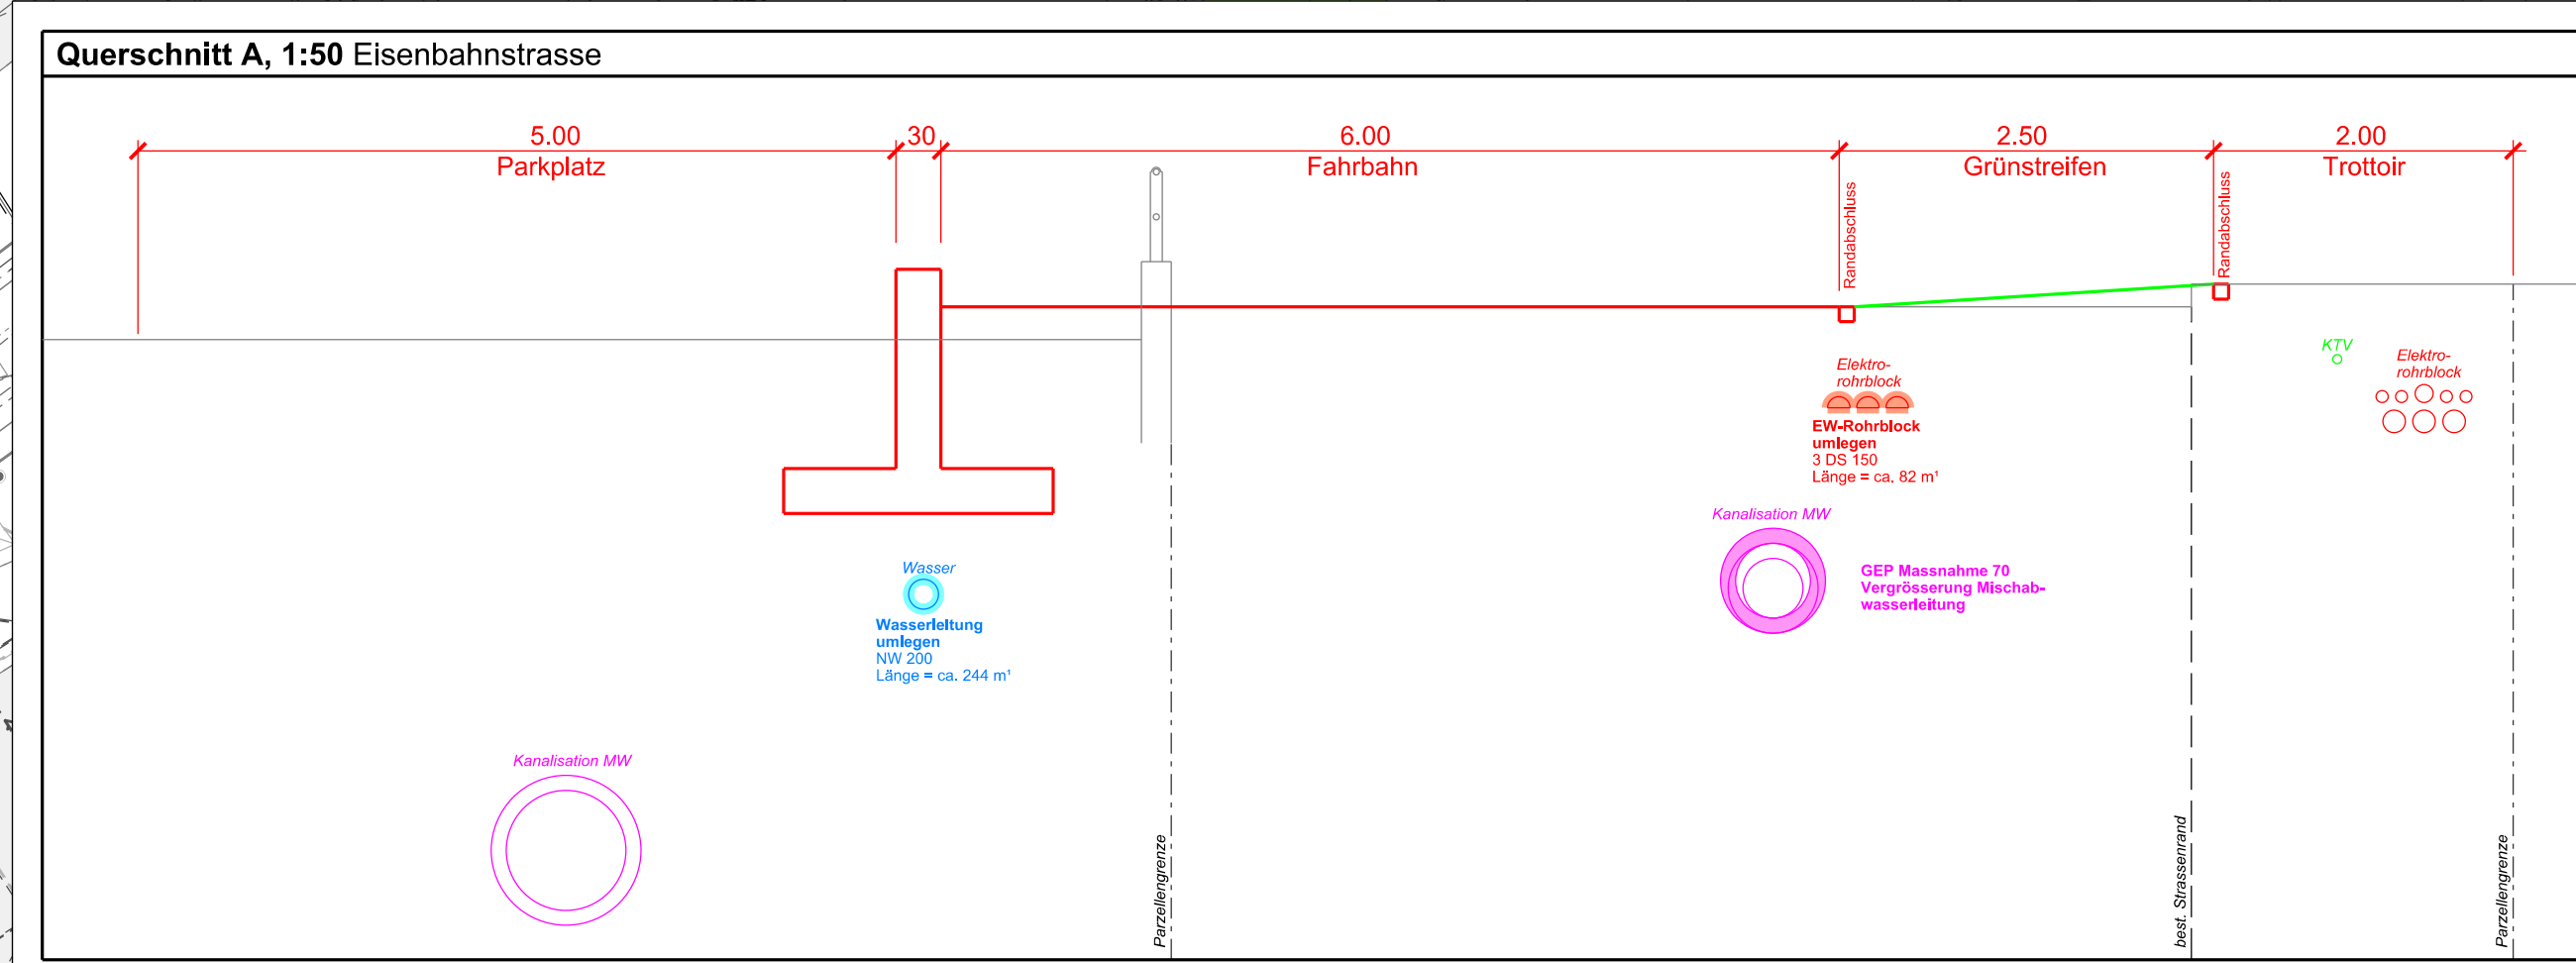 Querschnitt A, 1:50 Eisenbahnstrasse
5.00
30
6.00
2.50
2.00
Parkplatz
Fahrbahn
Grünstreifen
Trottoir
Randabschluss
Randabschluss
KTV
Elektro-
rohrblock
Elektro-
rohrblock
EW-Rohrblock
umlegen
3 DS 150
Länge = ca. 82 m¹
Kanalisation MW
GEP Massnahme 70
Vergrösserung Mischab-
wasserleitung
Wasser
Wasserleitung
umlegen
NW 200
Länge = ca. 244 m¹
Kanalisation MW
Parzellengrenze
best. Strassenrand
Parzellengrenze